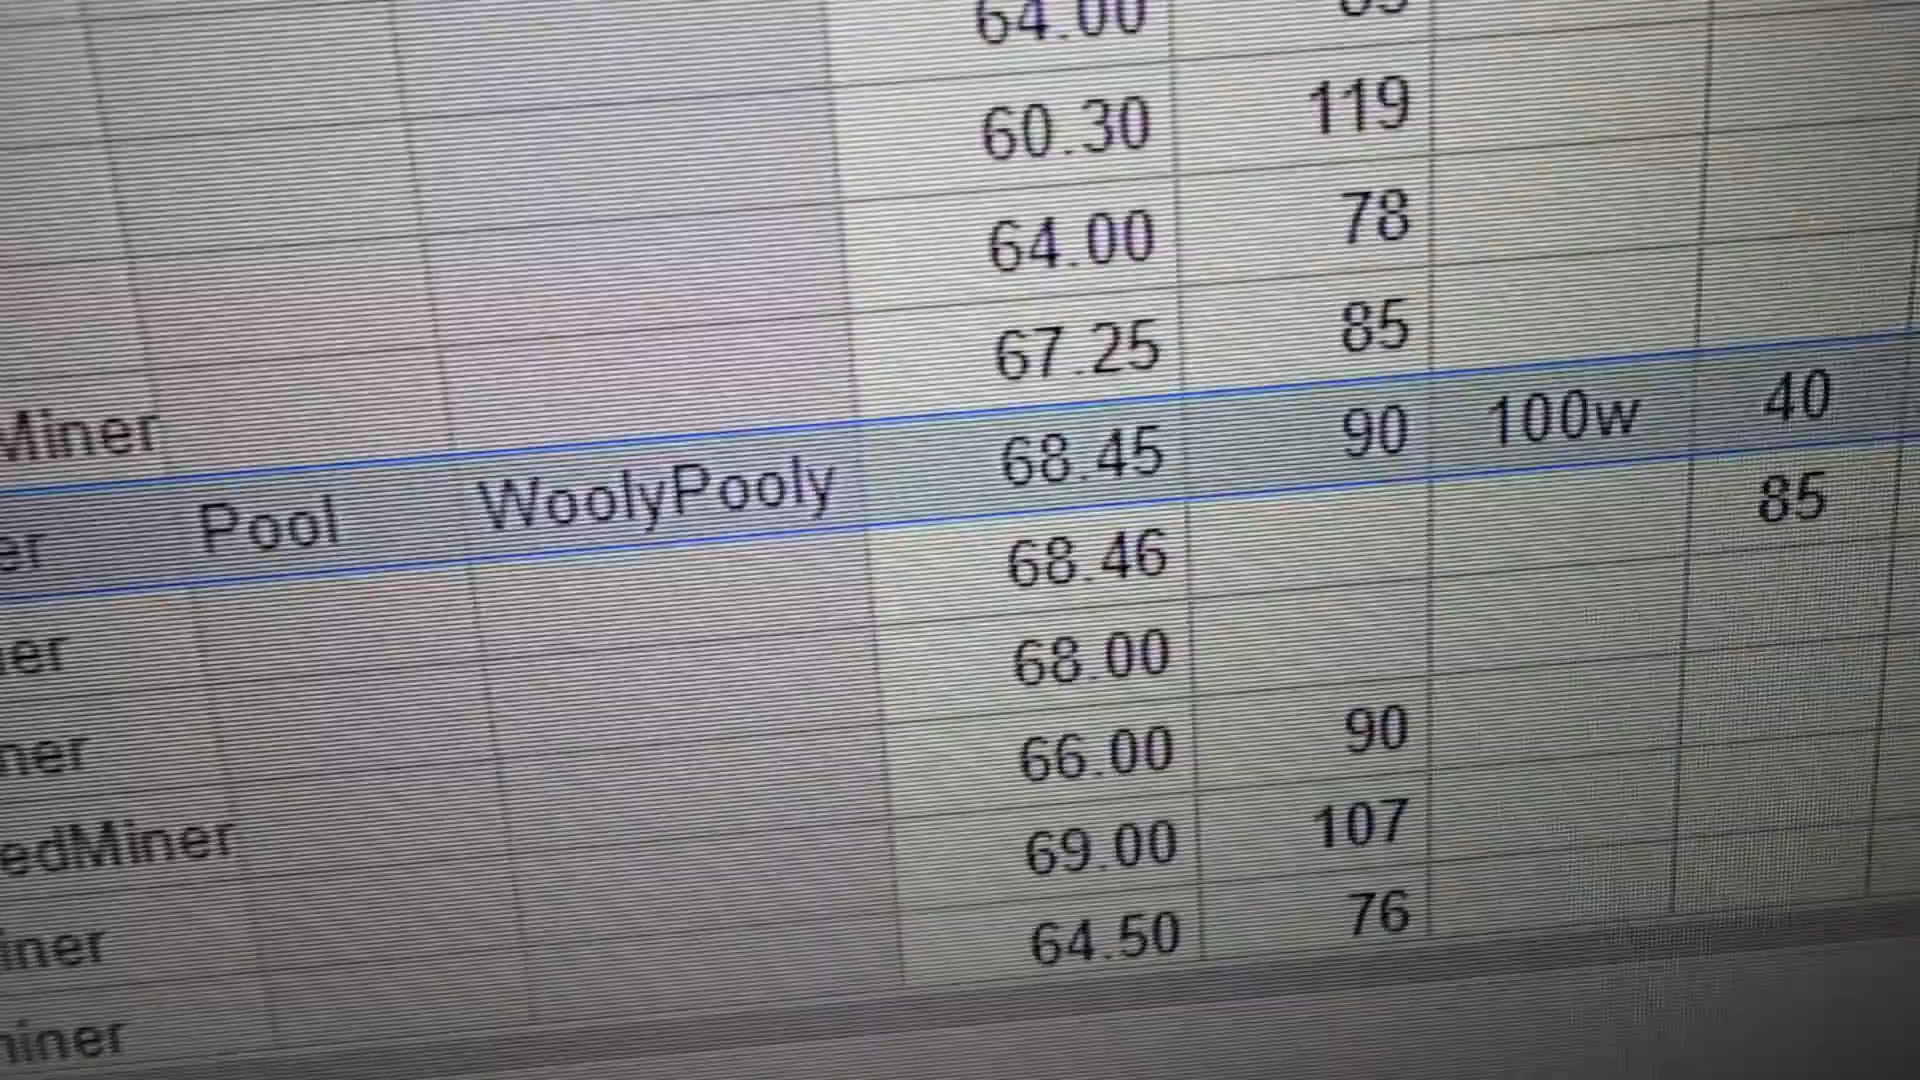 64.00
60.30 119
64.00 78
Miner 67.25 85
er Pool WoolyPooly 68.45 90 100w 40
er 68.46 85
ner 68.00
edMiner 66.00 90
iner 69.00 107
niner 64.50 76